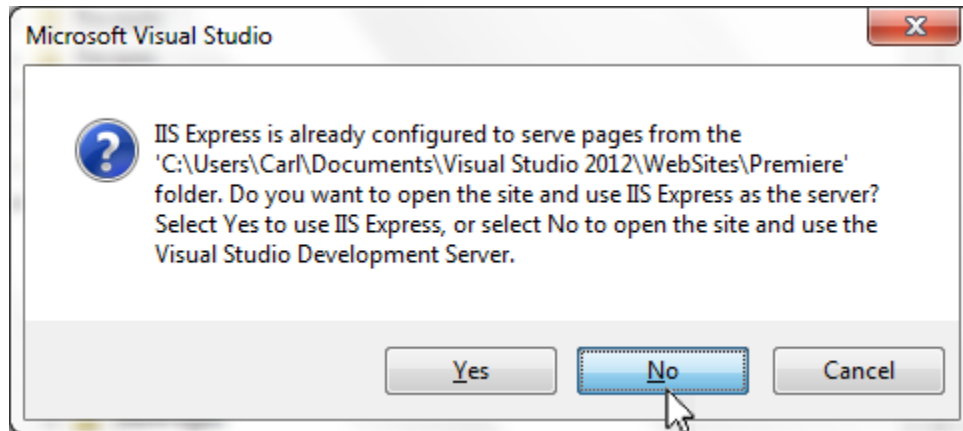 Microsoft Visual Studio
IIS Express is already configured to serve pages from the
'C:\Users\Carl\Documents\Visual Studio 2012\WebSites\Premiere'
folder. Do you want to open the site and use IIS Express as the server?
Select Yes to use IIS Express, or select No to open the site and use the
Visual Studio Development Server.
Yes No Cancel